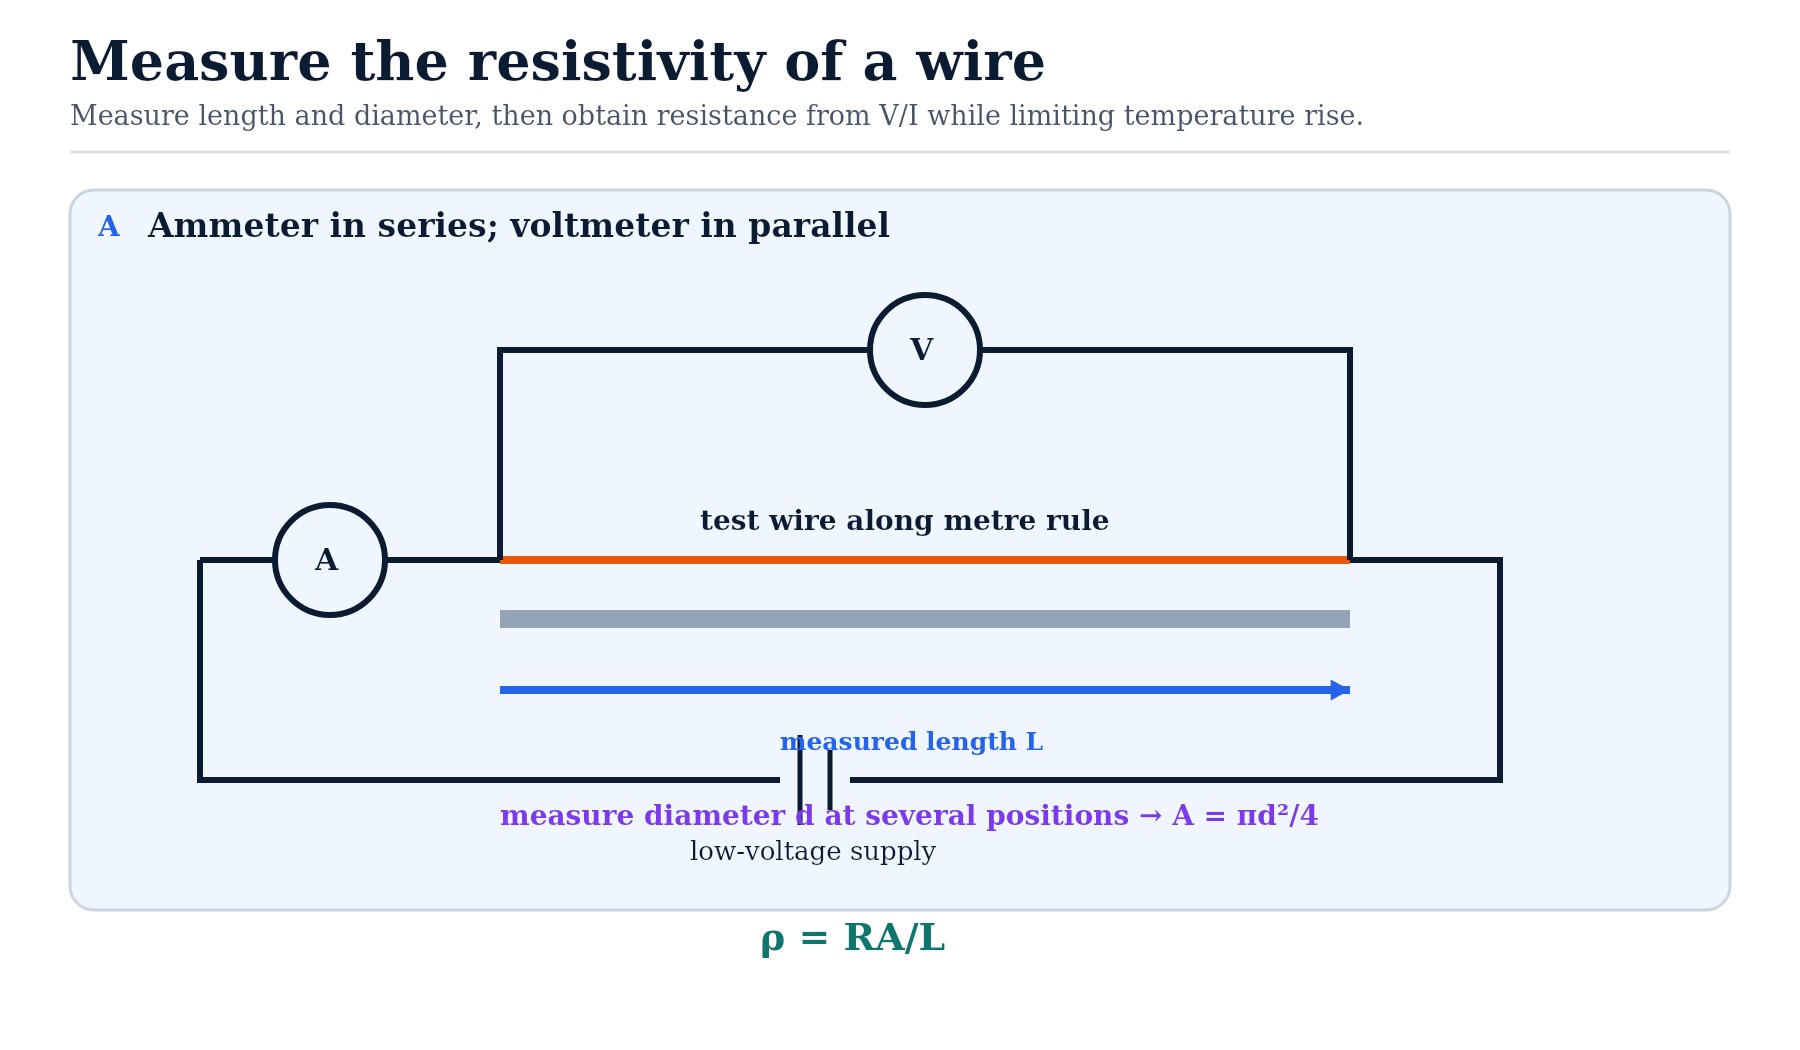 Measure the resistivity of a wire
Measure length and diameter, then obtain resistance from V/I while limiting temperature rise.
A Ammeter in series; voltmeter in parallel
V
test wire along metre rule
A
measured length L
measure diameter d at several positions → A = πd²/4
low-voltage supply
ρ = RA/L